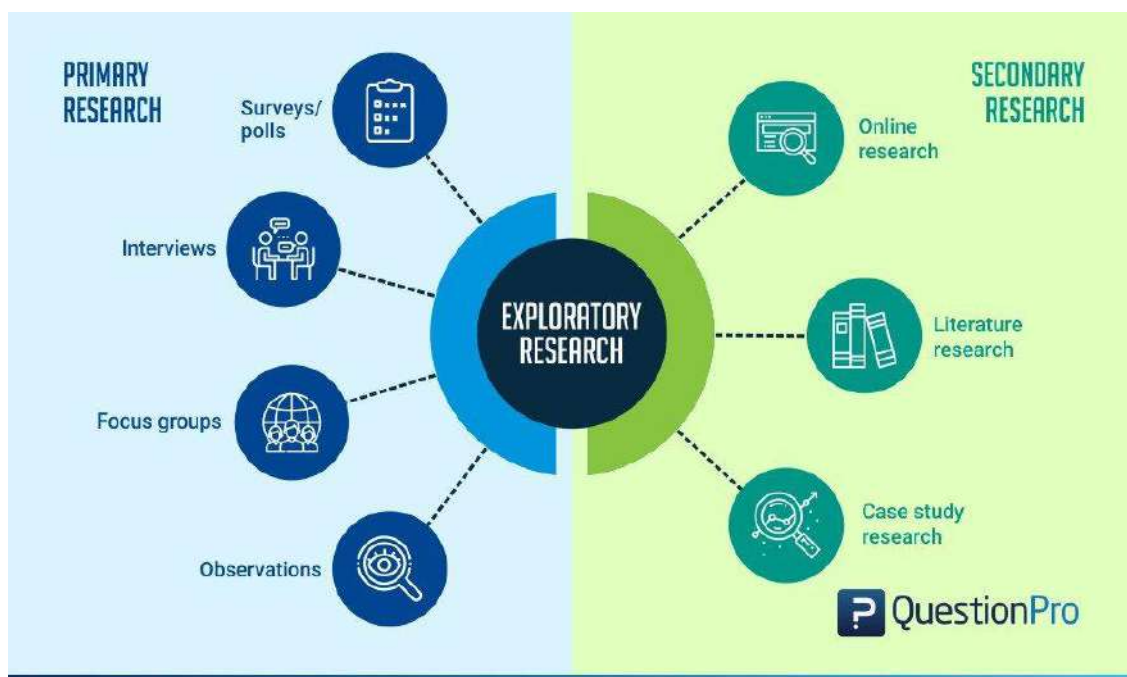 PRIMARY
RESEARCH
Surveys/
polls
Interviews
Focus groups
Observations
EXPLORATORY
RESEARCH
SECONDARY
RESEARCH
Online
research
Literature
research
Case study
research
QuestionPro